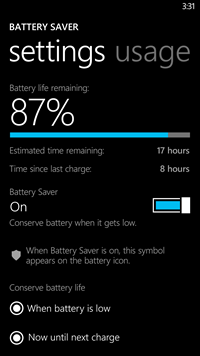 3:31
BATTERY SAVER
settings usage
Battery life remaining:
87%
Estimated time remaining: 17 hours
Time since last charge: 8 hours
Battery Saver
On
Conserve battery when it gets low.
When Battery Saver is on, this symbol
appears on the battery icon.
Conserve battery life
When battery is low
Now until next charge